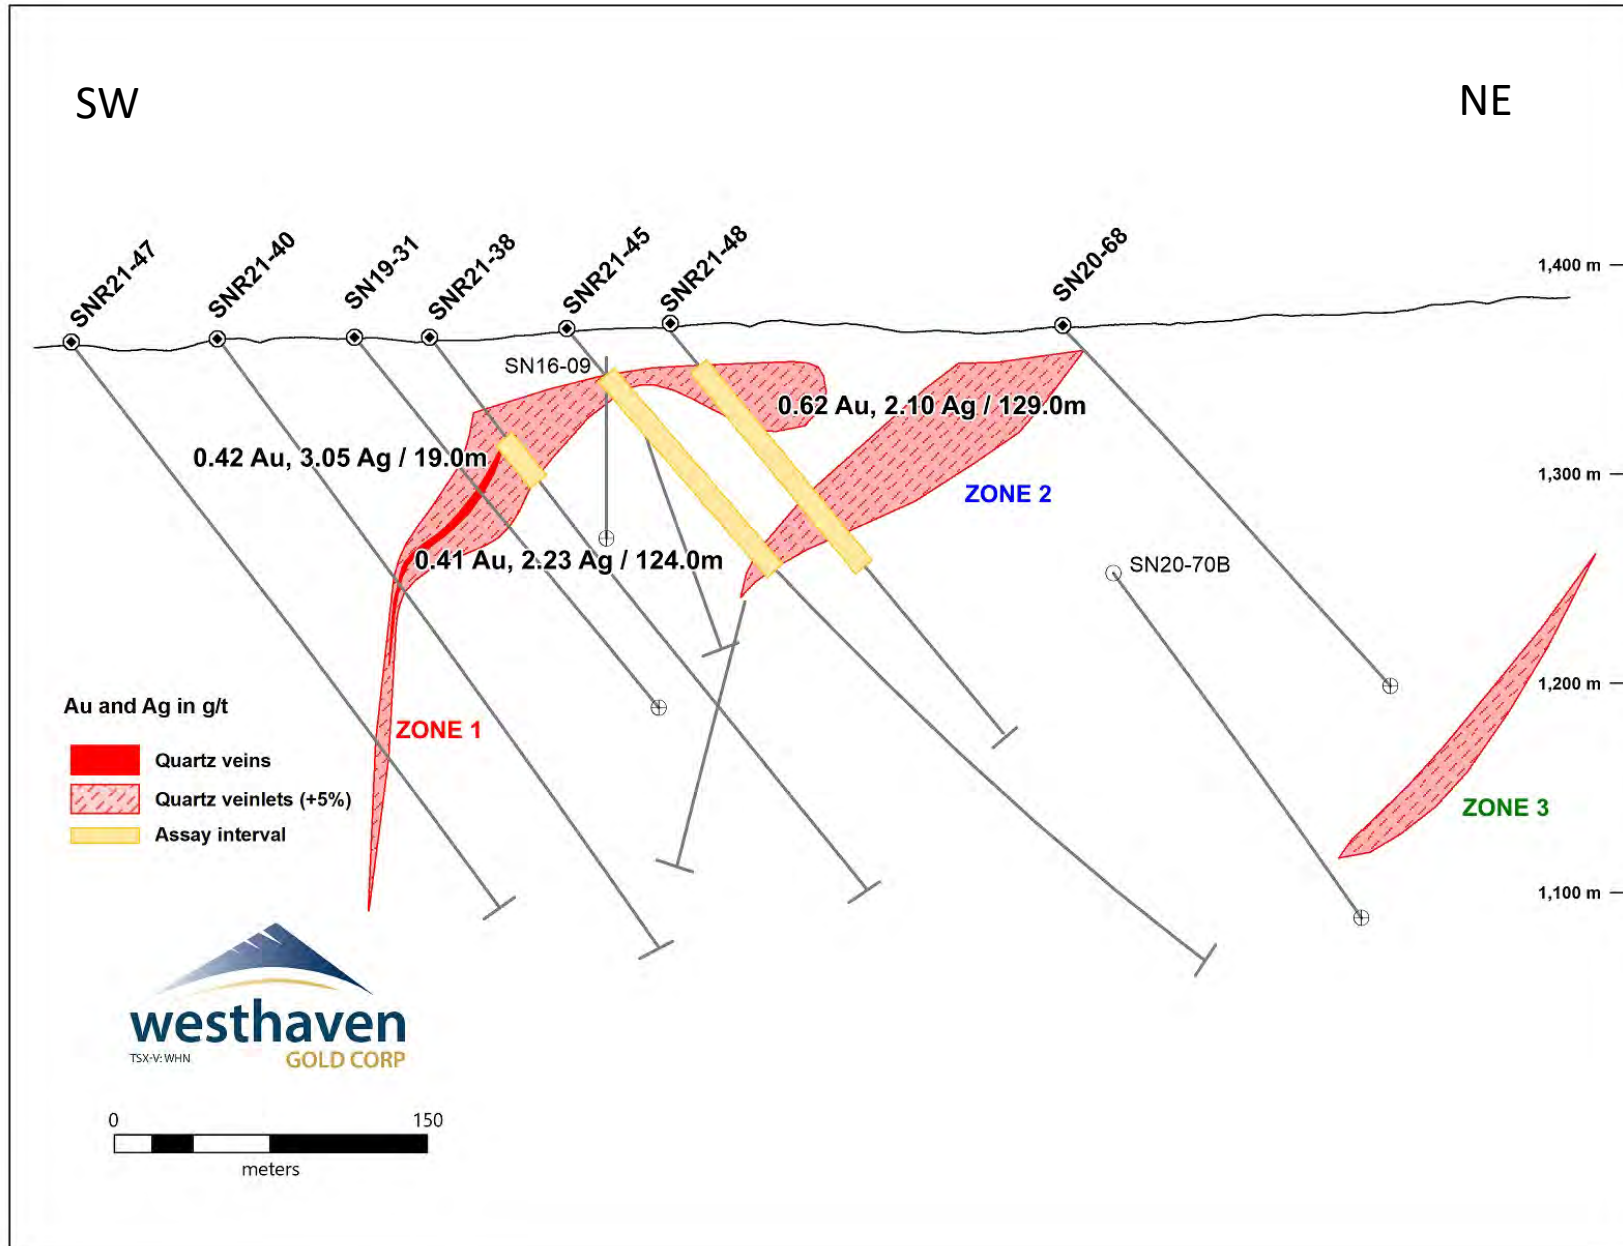 SW
NE
SNR21-47
SNR21-40
SN19-31
SNR21-38
SNR21-45
SNR21-48
SN20-68
1,400 m
SN16-09
0.62 Au, 2.10 Ag / 129.0m
0.42 Au, 3.05 Ag / 19.0m
1,300 m
ZONE 2
0.41 Au, 2.23 Ag / 124.0m
SN20-70B
1,200 m
Au and Ag in g/t
ZONE 1
Quartz veins
Quartz veinlets (+5%)
ZONE 3
Assay interval
1,100 m
westhaven
TSX-V: WHN
GOLD CORP
0 150
meters